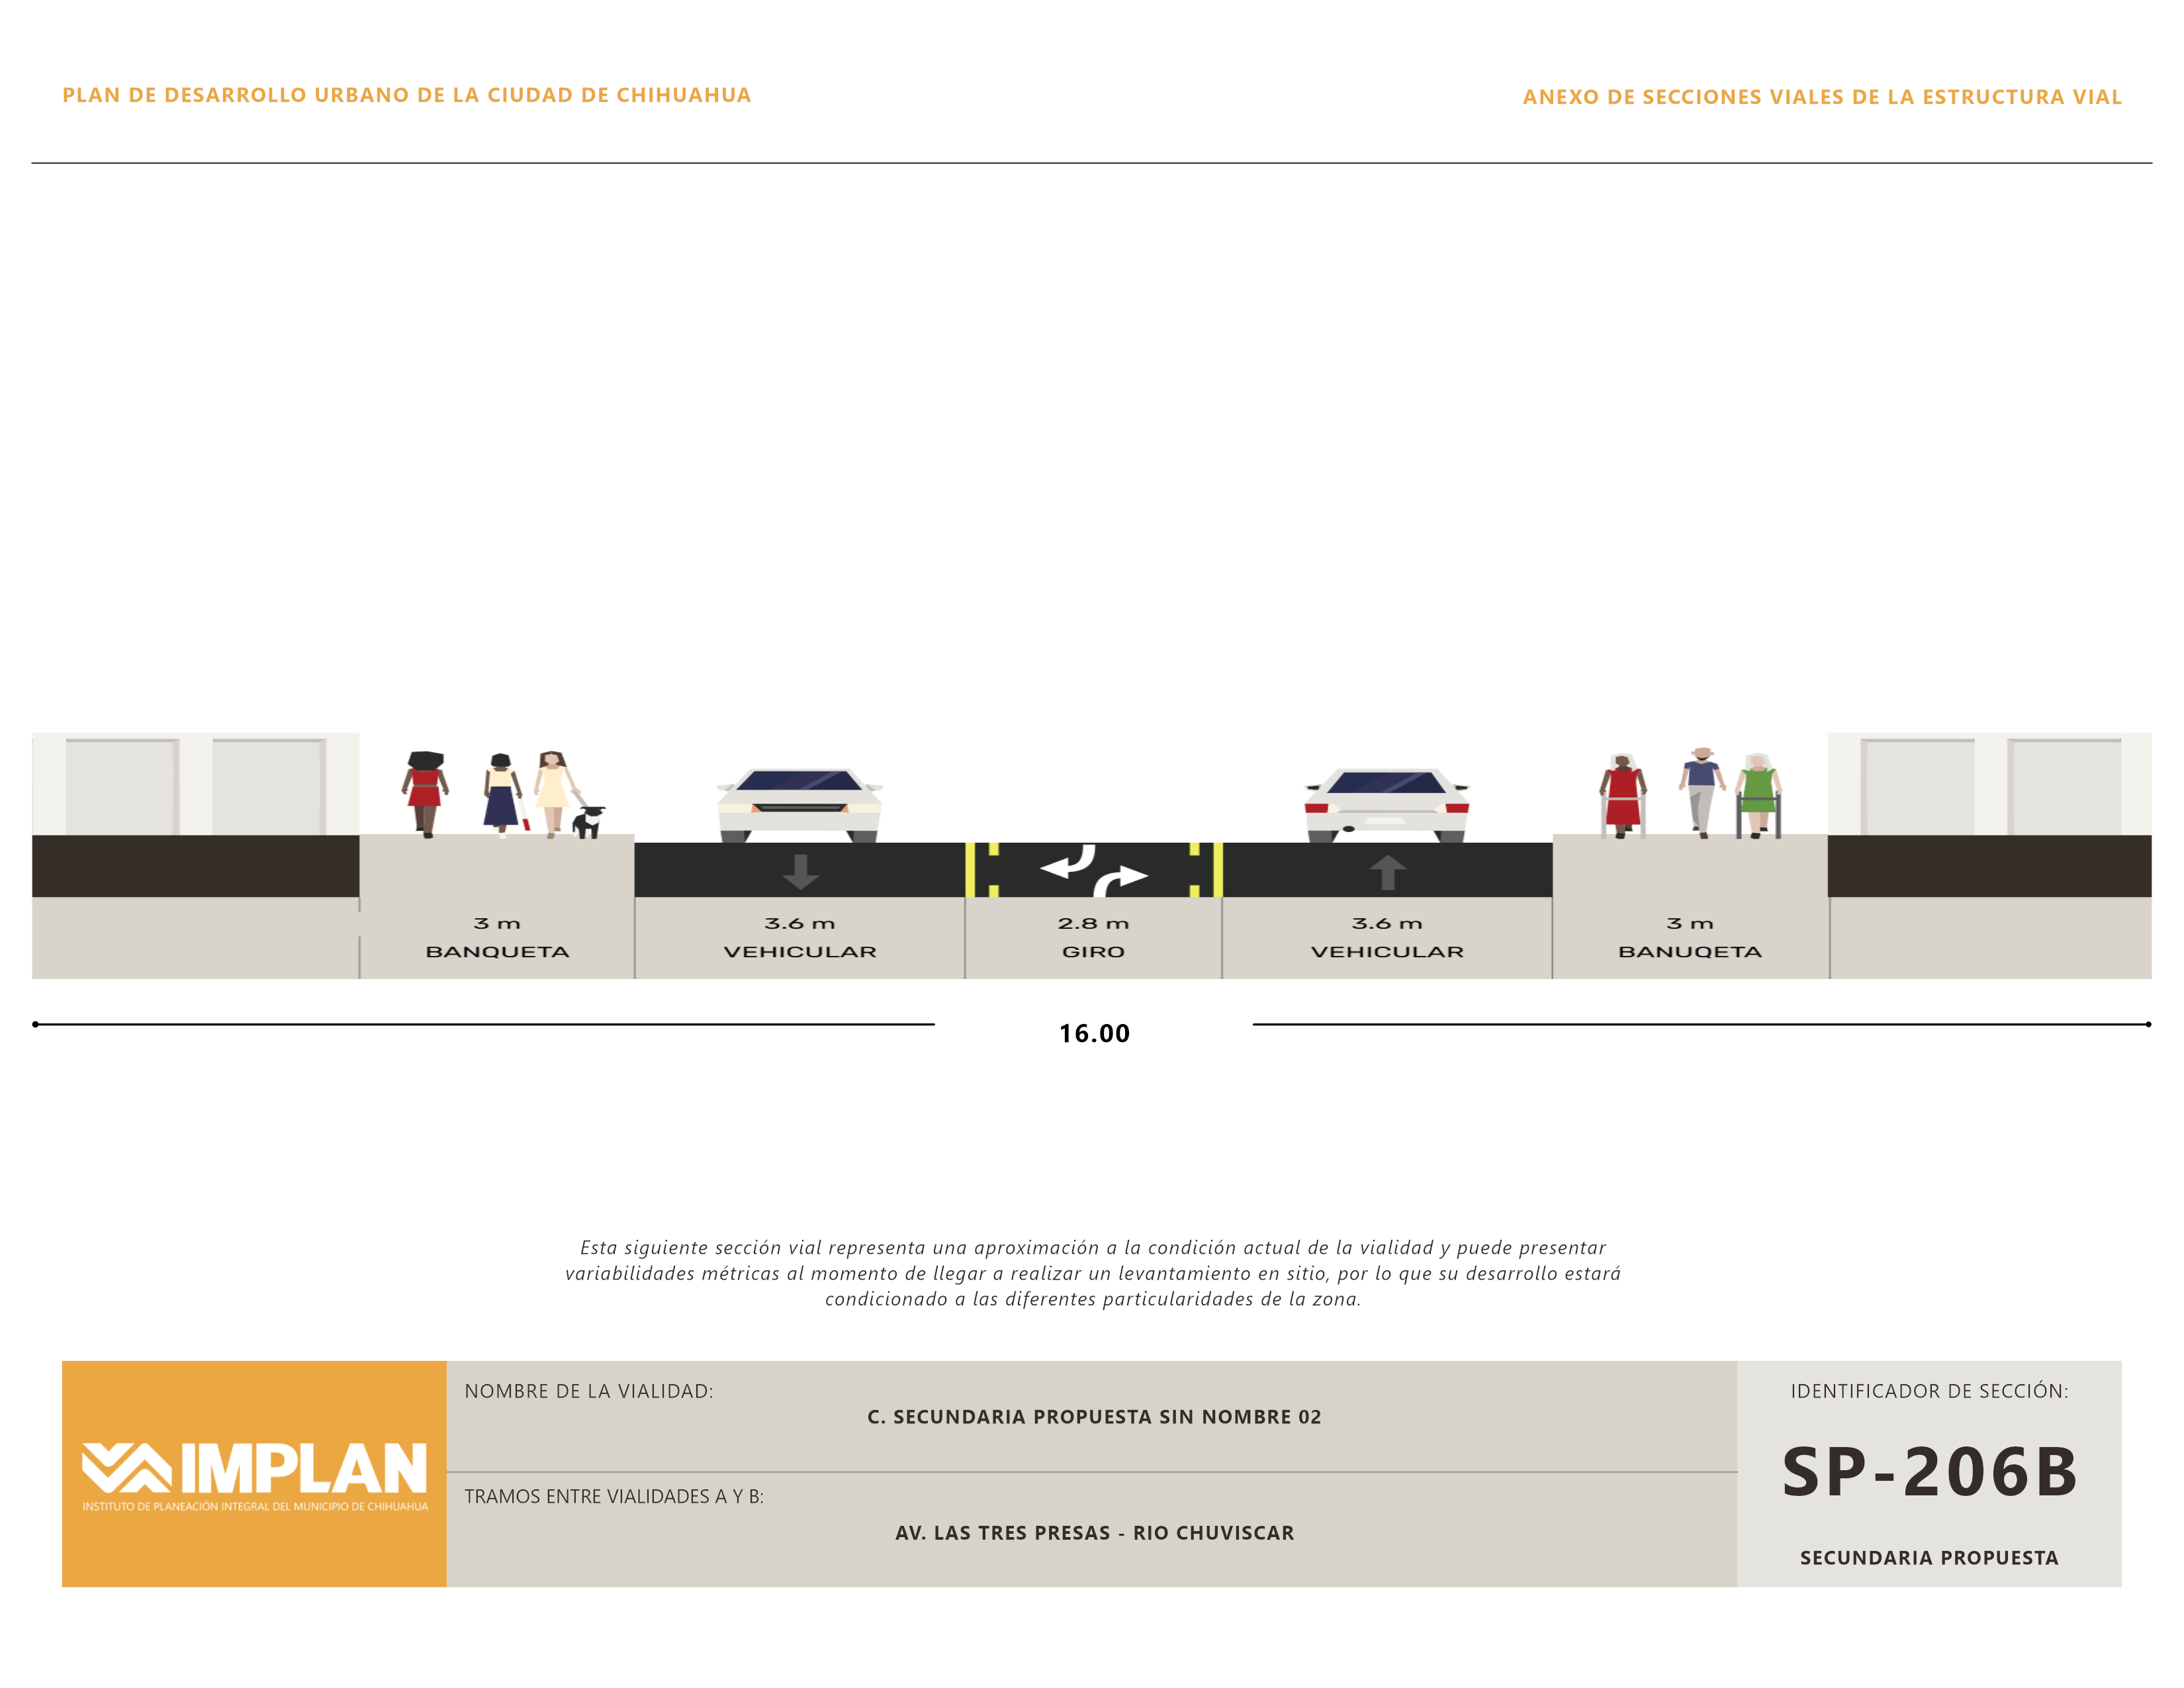 PLAN DE DESARROLLO URBANO DE LA CIUDAD DE CHIHUAHUA
ANEXO DE SECCIONES VIALES DE LA ESTRUCTURA VIAL
3 m
BANQUETA
3.6 m
VEHICULAR
2.8 m
GIRO
3.6 m
VEHICULAR
3 m
BANUQETA
16.00
Esta siguiente sección vial representa una aproximación a la condición actual de la vialidad y puede presentar
variabilidades métricas al momento de llegar a realizar un levantamiento en sitio, por lo que su desarrollo estará
condicionado a las diferentes particularidades de la zona.
IMPLAN
INSTITUTO DE PLANEACIÓN INTEGRAL DEL MUNICIPIO DE CHIHUAHUA
NOMBRE DE LA VIALIDAD:
C. SECUNDARIA PROPUESTA SIN NOMBRE 02
TRAMOS ENTRE VIALIDADES A Y B:
AV. LAS TRES PRESAS - RIO CHUVISCAR
IDENTIFICADOR DE SECCIÓN:
SP-206B
SECUNDARIA PROPUESTA